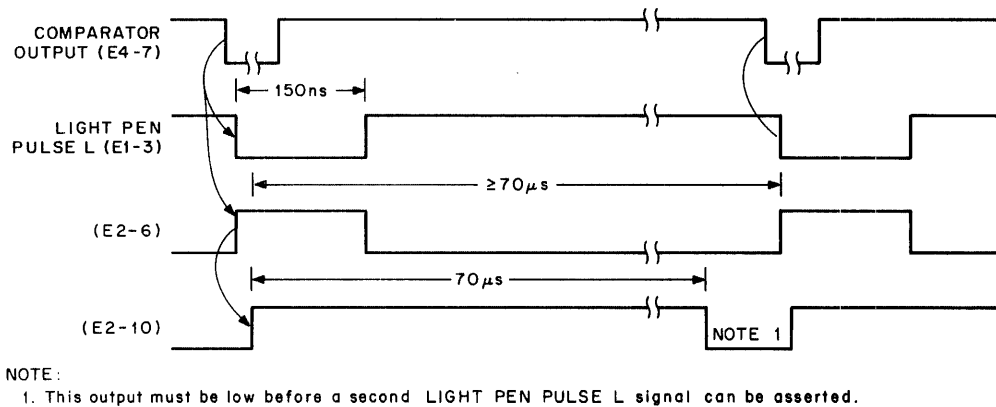 COMPARATOR
OUTPUT (E4-7)
150ns
LIGHT PEN
PULSE L (E1-3)
≥70μs
(E2-6)
70μs
(E2-10)
NOTE 1
NOTE:
1. This output must be low before a second LIGHT PEN PULSE L signal can be asserted.